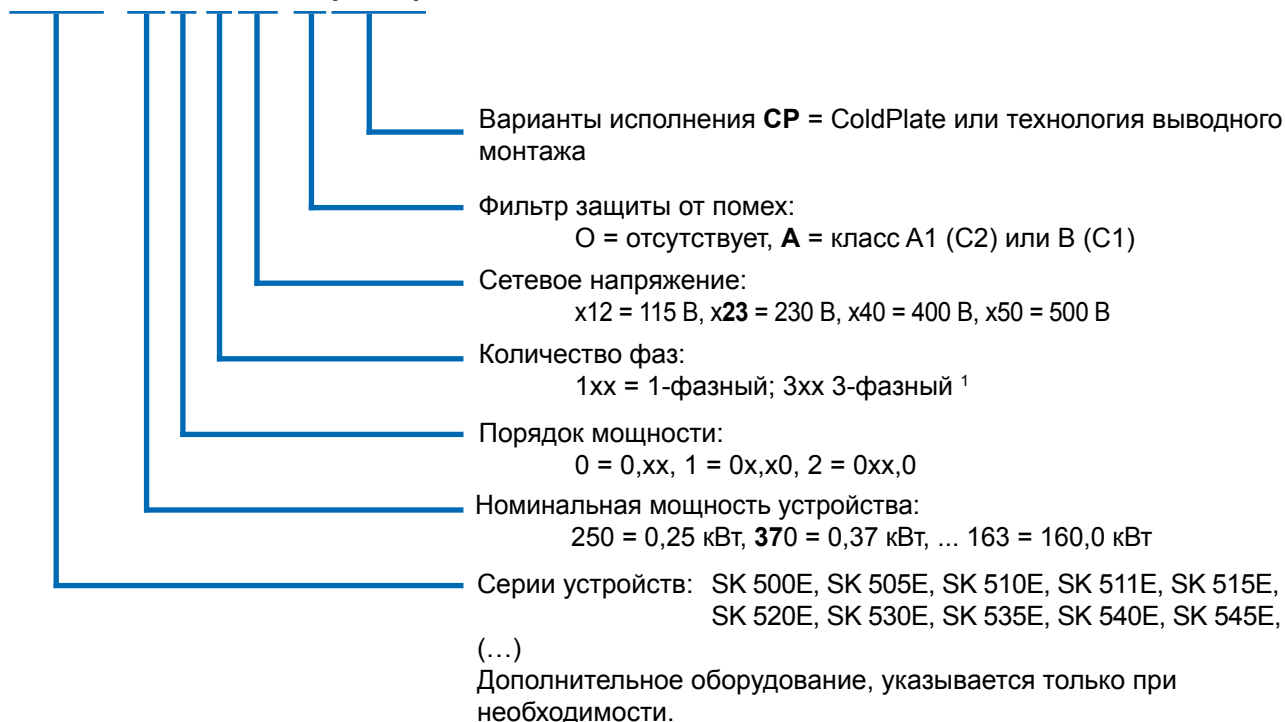 Варианты исполнения CP = ColdPlate или технология выводного
монтажа
Фильтр защиты от помех:
O = отсутствует, A = класс A1 (C2) или B (C1)
Сетевое напряжение:
x12 = 115 В, x23 = 230 В, x40 = 400 В, x50 = 500 В
Количество фаз:
1xx = 1-фазный; 3xx 3-фазный ¹
Порядок мощности:
0 = 0,xx, 1 = 0x,x0, 2 = 0xx,0
Номинальная мощность устройства:
250 = 0,25 кВт, 370 = 0,37 кВт, ... 163 = 160,0 кВт
Серии устройств: SK 500E, SK 505E, SK 510E, SK 511E, SK 515E,
SK 520E, SK 530E, SK 535E, SK 540E, SK 545E,
(…)
Дополнительное оборудование, указывается только при
необходимости.